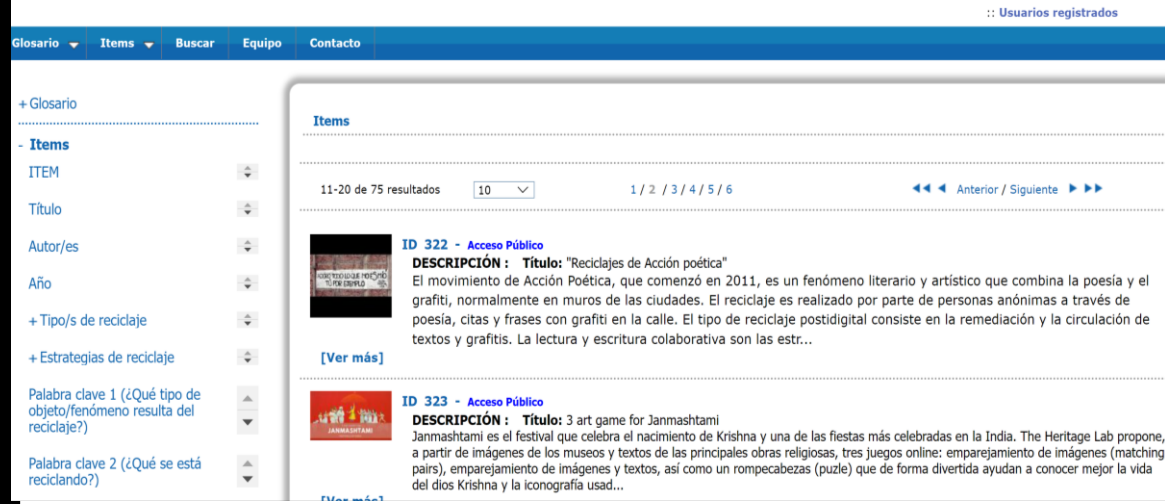 :: Usuarios registrados
Glosario Items Buscar Equipo Contacto
+ Glosario
- Items
ITEM
Título
Autor/es
Año
+ Tipo/s de reciclaje
+ Estrategias de reciclaje
Palabra clave 1 (¿Qué tipo de
objeto/fenómeno resulta del
reciclaje?)
Palabra clave 2 (¿Qué se está
reciclando?)
Items
11-20 de 75 resultados 10 1 / 2 / 3 / 4 / 5 / 6 Anterior / Siguiente
ID 322 - Acceso Público
DESCRIPCIÓN : Título: "Reciclajes de Acción poética"
El movimiento de Acción Poética, que comenzó en 2011, es un fenómeno literario y artístico que combina la poesía y el
grafiti, normalmente en muros de las ciudades. El reciclaje es realizado por parte de personas anónimas a través de
poesía, citas y frases con grafiti en la calle. El tipo de reciclaje postidigital consiste en la remediación y la circulación de
textos y grafitis. La lectura y escritura colaborativa son las estr...
[Ver más]
JANMASHTAMI
ID 323 - Acceso Público
DESCRIPCIÓN : Título: 3 art game for Janmashtami
Janmashtami es el festival que celebra el nacimiento de Krishna y una de las fiestas más celebradas en la India. The Heritage Lab propone,
a partir de imágenes de los museos y textos de las principales obras religiosas, tres juegos online: emparejamiento de imágenes (matching
pairs), emparejamiento de imágenes y textos, así como un rompecabezas (puzle) que de forma divertida ayudan a conocer mejor la vida
del dios Krishna y la iconografía usad...
[Ver más]